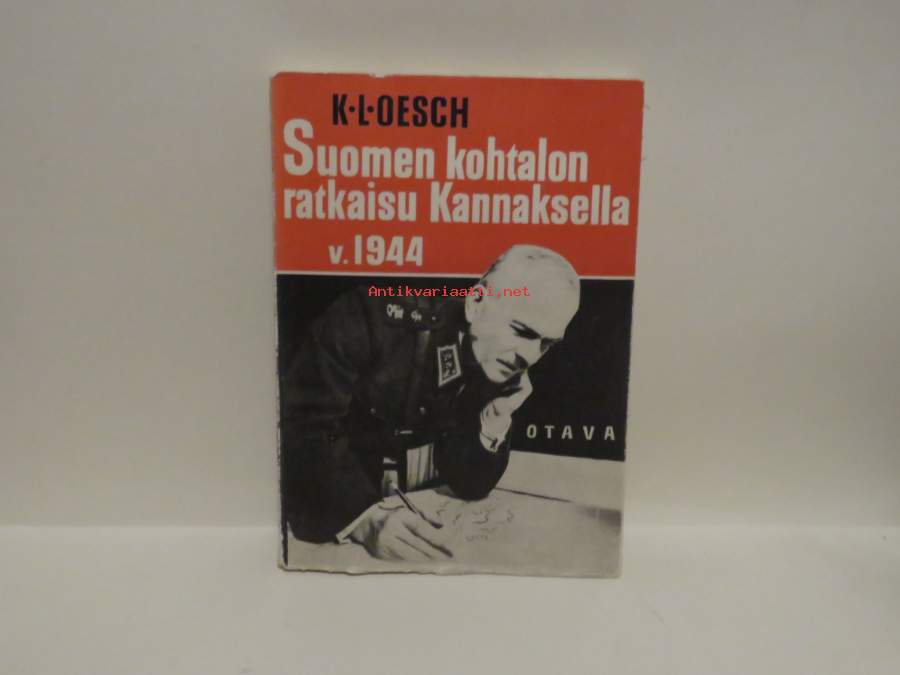 K·L·OESCH
Suomen kohtalon
ratkaisu Kannaksella
v. 1944
Antikvariaatti.net
OTAVA